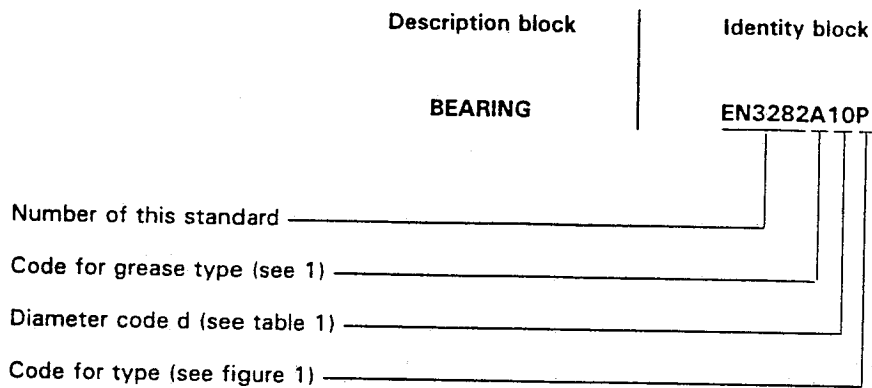 Description block Identity block
BEARING EN3282A10P
Number of this standard
Code for grease type (see 1)
Diameter code d (see table 1)
Code for type (see figure 1)